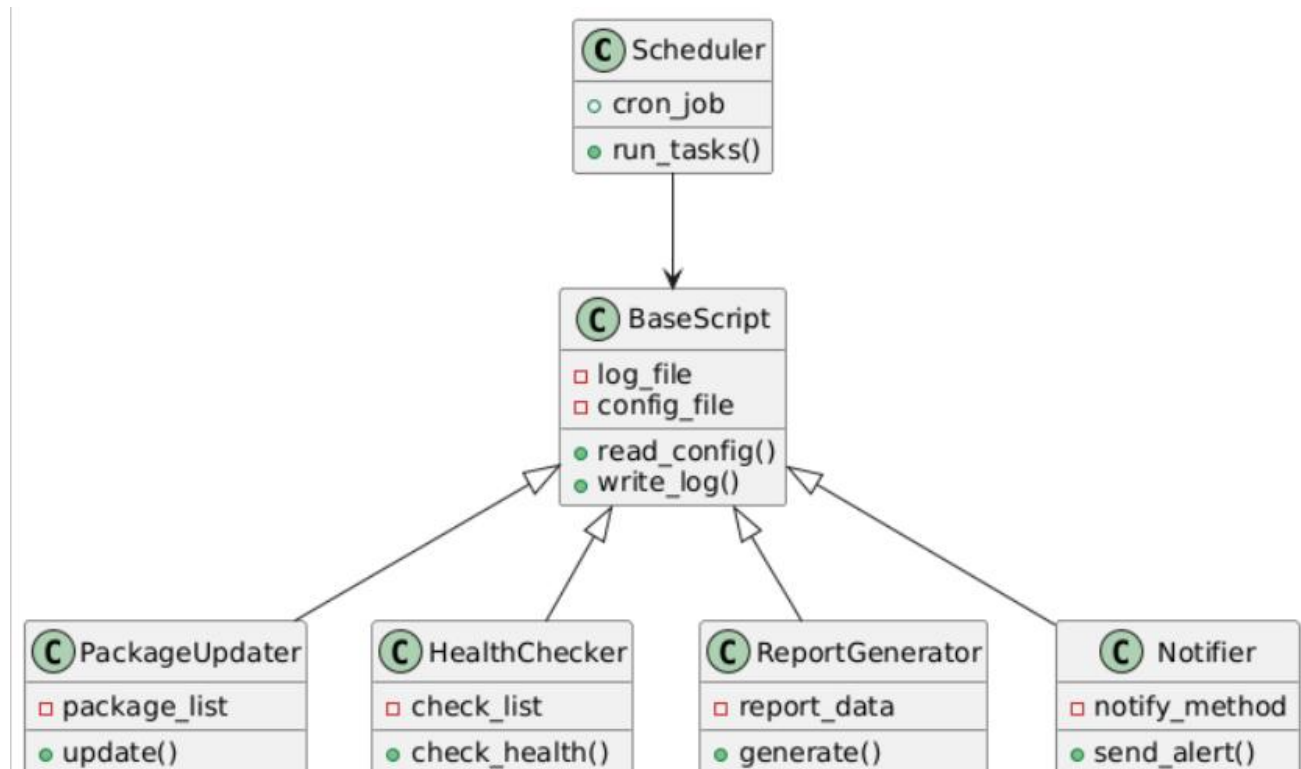 C Scheduler
cron_job
run_tasks()
C BaseScript
log_file
config_file
read_config()
write_log()
C PackageUpdater
package_list
update()
C HealthChecker
check_list
check_health()
C ReportGenerator
report_data
generate()
C Notifier
notify_method
send_alert()